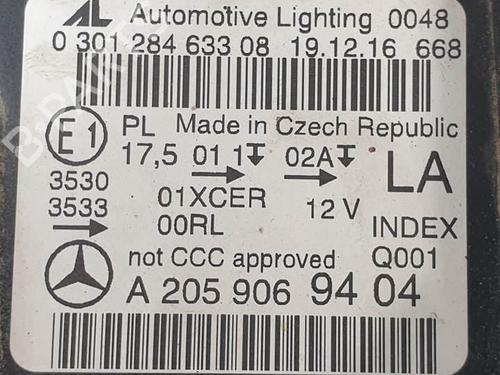 AL Automotive Lighting 0048
0 301 284 633 08 19.12.16 668
E1 PL Made in Czech Republic
17,5 01 1 02A LA
3530
3533 01XCER 12 V
00RL INDEX
not CCC approved Q001
A 205 906 94 04
B-PARTS